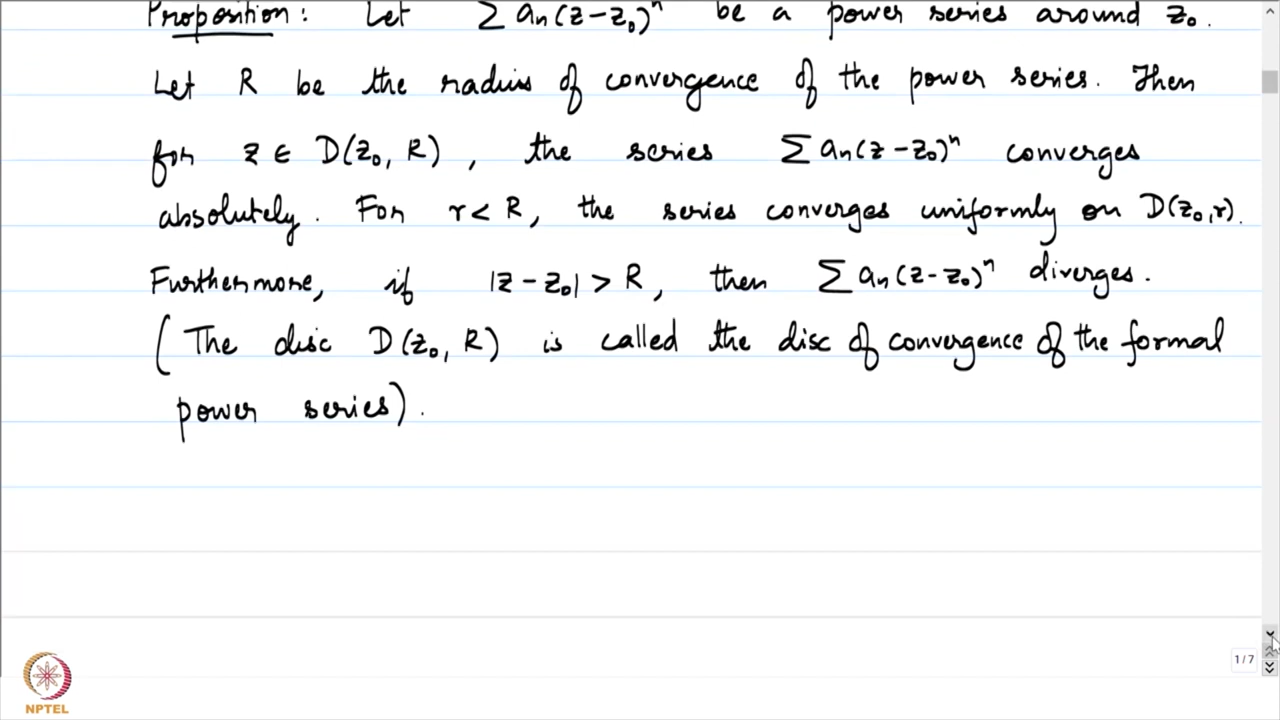 Proposition: Let ∑ aₙ(z-z₀)ⁿ be a power series around z₀.
Let R be the radius of convergence of the power series. Then
for z ∈ D(z₀, R), the series ∑ aₙ(z-z₀)ⁿ converges
absolutely. For r < R, the series converges uniformly on D(z₀,r).
Furthermore, if |z-z₀| > R, then ∑ aₙ(z-z₀)ⁿ diverges.
(The disc D(z₀, R) is called the disc of convergence of the formal
power series).
1/7
NPTEL